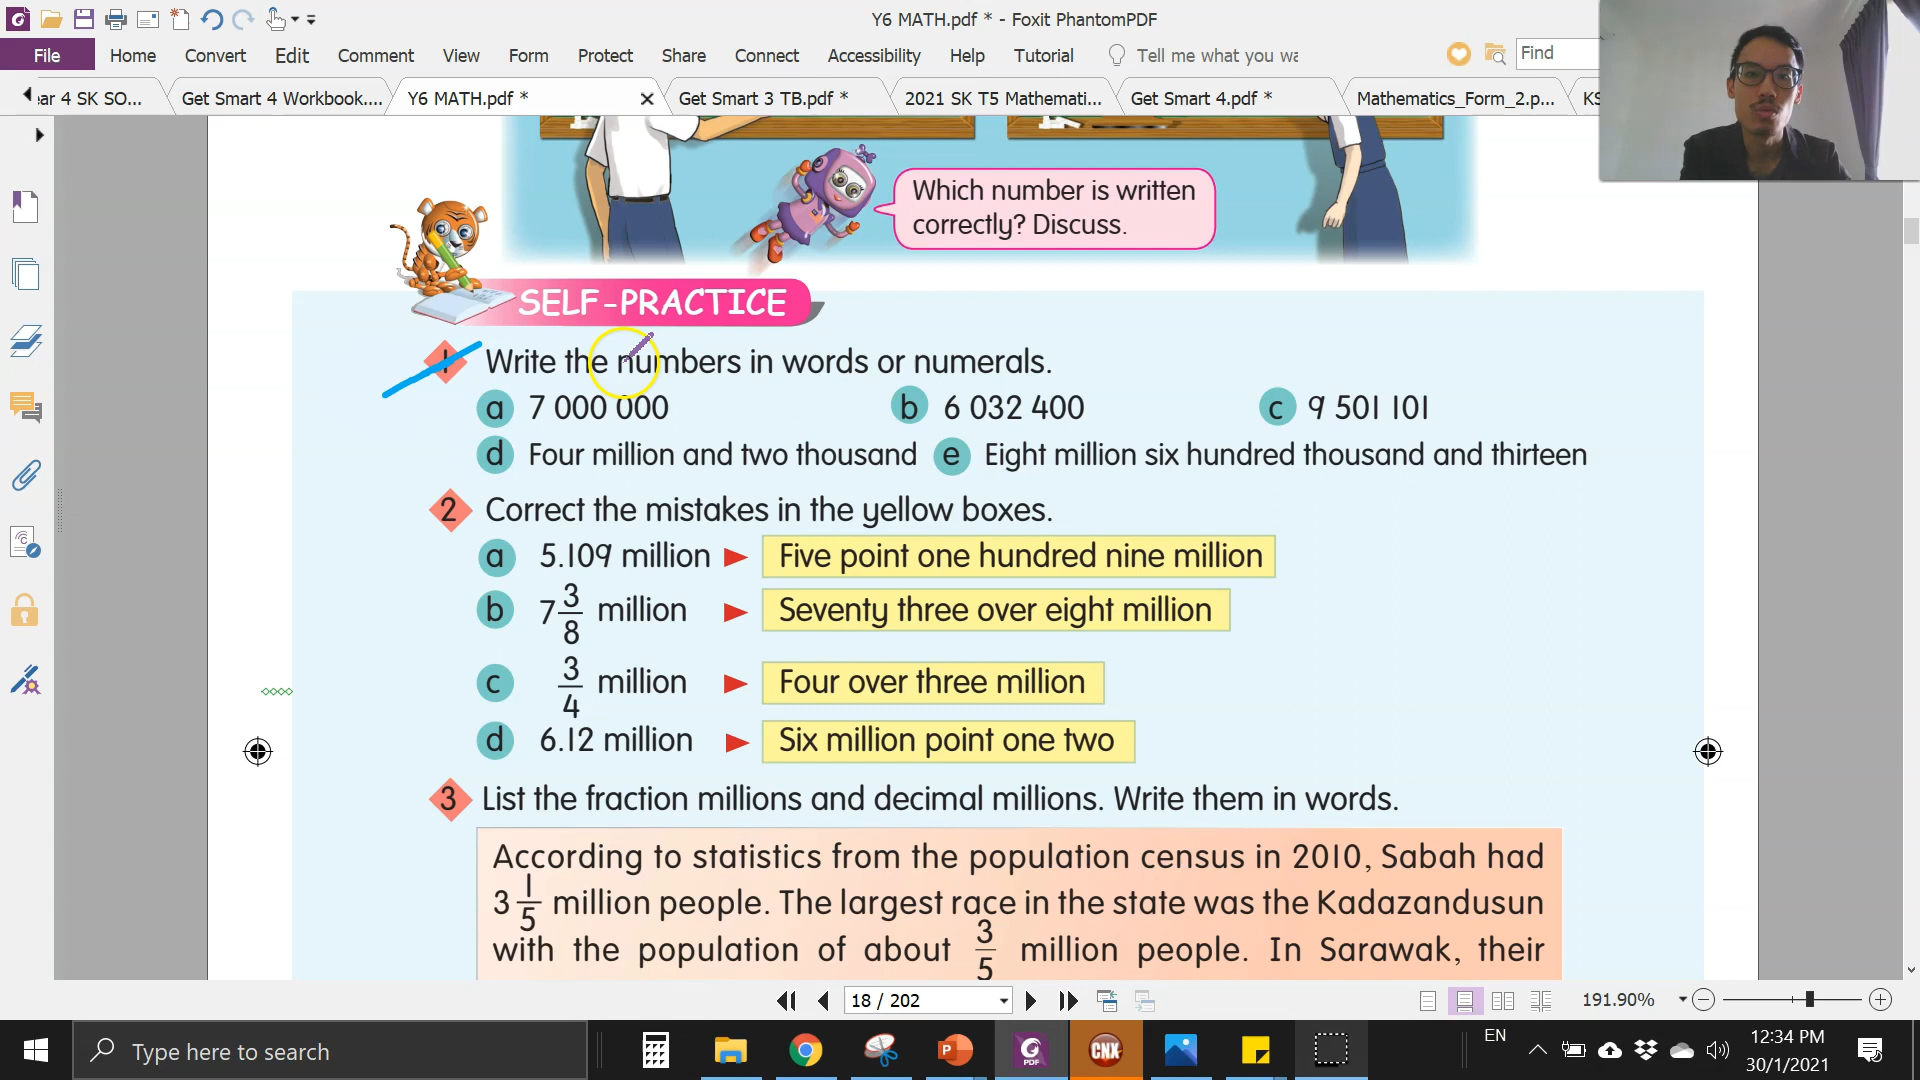 Y6 MATH.pdf * - Foxit PhantomPDF
File Home Convert Edit Comment View Form Protect Share Connect Accessibility Help Tutorial Tell me what you wa Find
ear 4 SK SO... Get Smart 4 Workbook.... Y6 MATH.pdf * Get Smart 3 TB.pdf * 2021 SK T5 Mathemati... Get Smart 4.pdf * Mathematics_Form_2.p... KS
Which number is written
correctly? Discuss.
SELF-PRACTICE
1 Write the numbers in words or numerals.
a 7 000 000 b 6 032 400 c 9 501 101
d Four million and two thousand e Eight million six hundred thousand and thirteen
2 Correct the mistakes in the yellow boxes.
a 5.109 million Five point one hundred nine million
b 7 3/8 million Seventy three over eight million
c 3/4 million Four over three million
d 6.12 million Six million point one two
3 List the fraction millions and decimal millions. Write them in words.
According to statistics from the population census in 2010, Sabah had
3 1/5 million people. The largest race in the state was the Kadazandusun
with the population of about 3/5 million people. In Sarawak, their
18 / 202 191.90%
Type here to search
EN
12:34 PM
30/1/2021